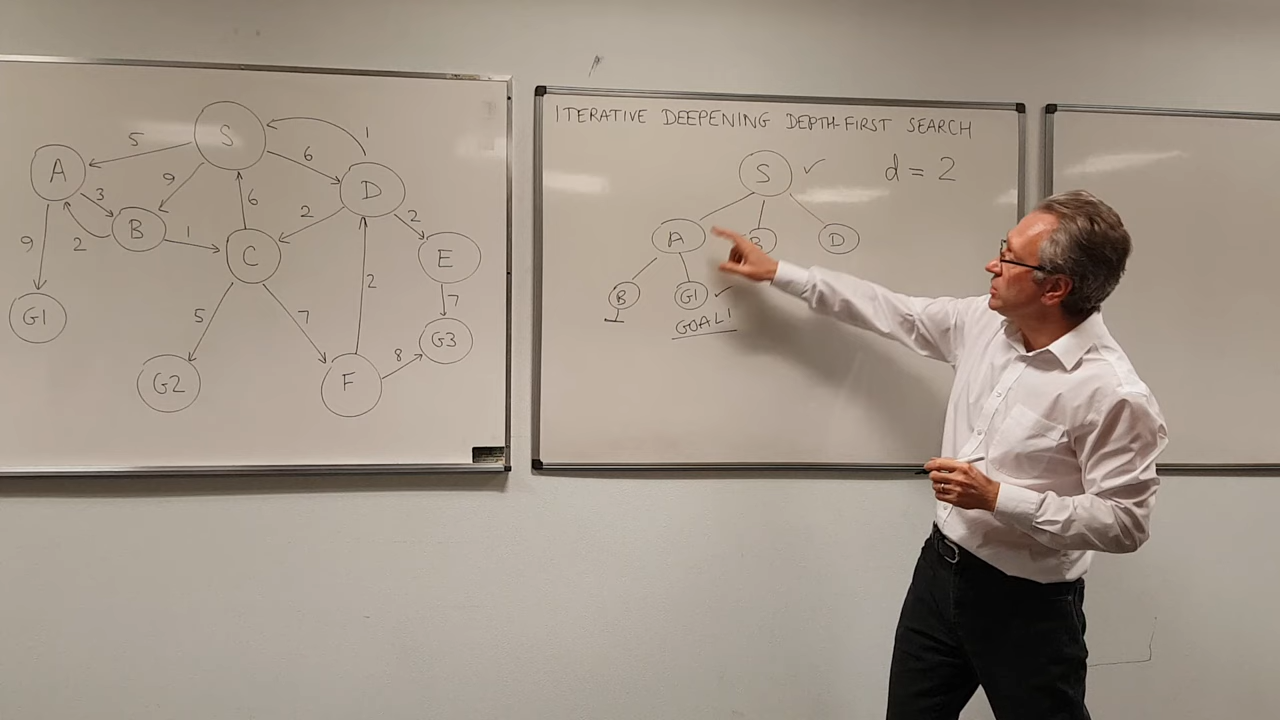 S
5
6
1
A
9
D
3
6
2
2
B
1
2
9
C
E
G1
5
7
2
7
8
G3
G2
F
ITERATIVE DEEPENING DEPTH-FIRST SEARCH
S ✓
d = 2
A
B
D
B
G1 ✓
GOAL!